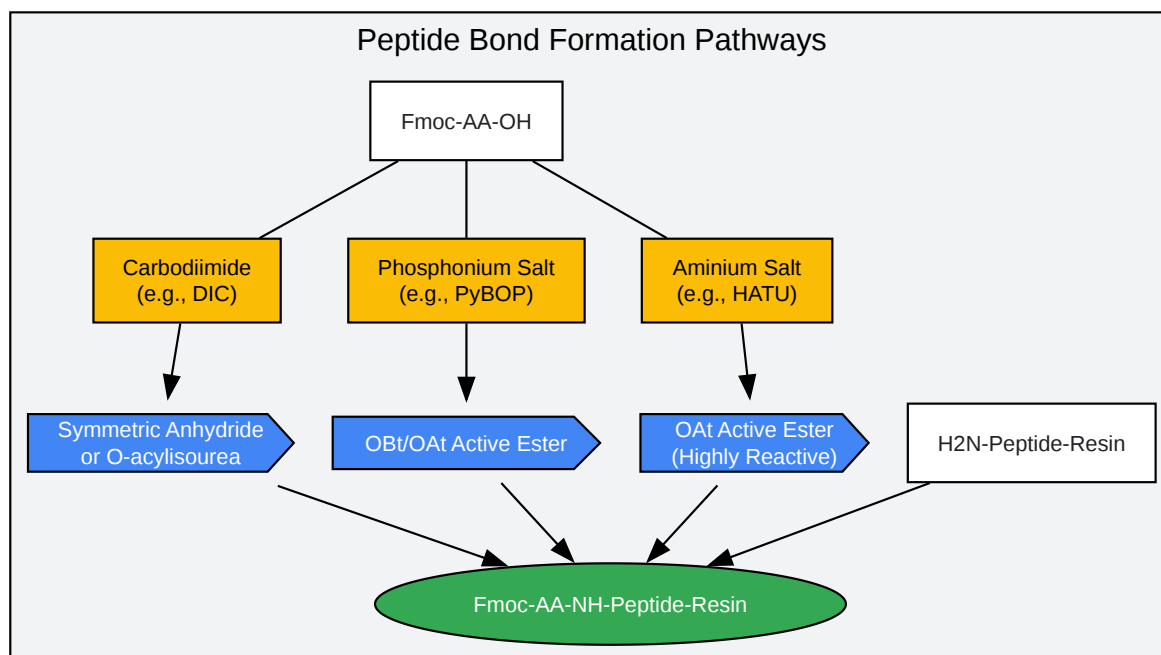 Peptide Bond Formation Pathways
Fmoc-AA-OH
Carbodiimide
(e.g., DIC)
Phosphonium Salt
(e.g., PyBOP)
Aminium Salt
(e.g., HATU)
Symmetric Anhydride
or O-acylisourea
OBt/OAt Active Ester
OAt Active Ester
(Highly Reactive)
H2N-Peptide-Resin
Fmoc-AA-NH-Peptide-Resin